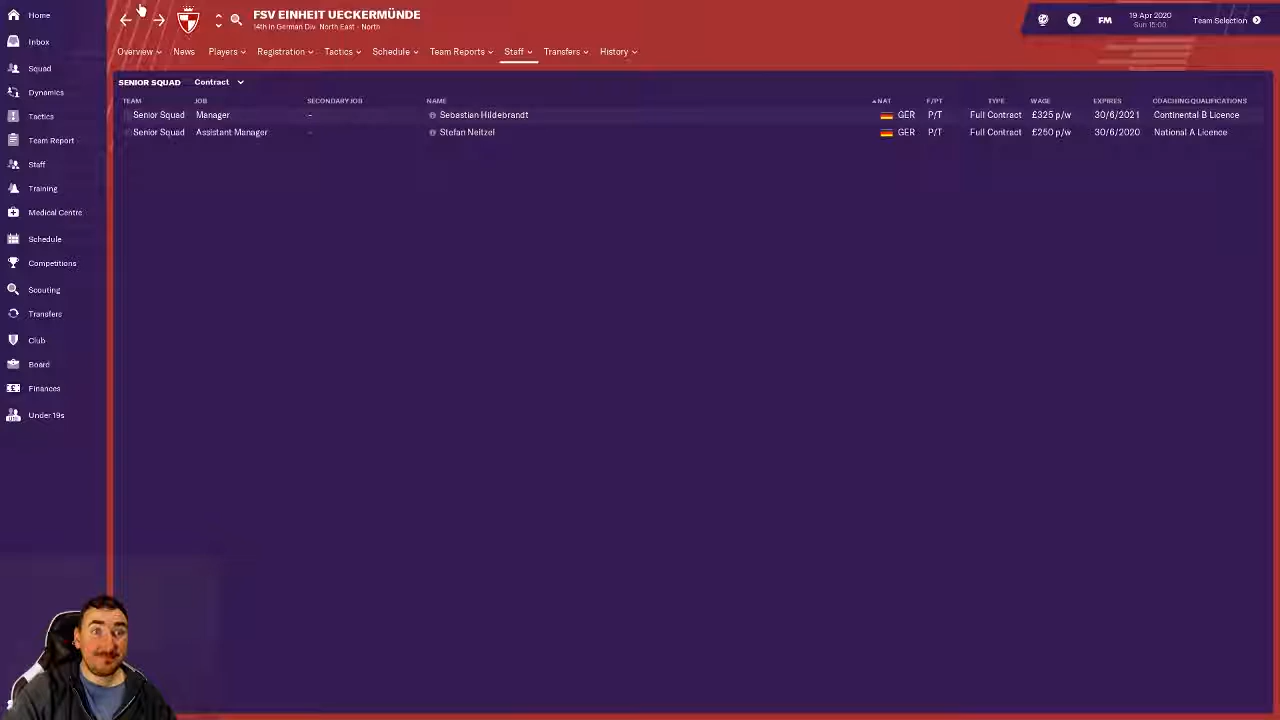 Home
Inbox
Squad
Dynamics
Tactics
Team Report
Staff
Training
Medical Centre
Schedule
Competitions
Scouting
Transfers
Club
Board
Finances
Under 19s
FSV EINHEIT UECKERMÜNDE
14th in German Div. North East - North
? FM 19 Apr 2020 Sun 15:00 Team Selection
Overview News Players Registration Tactics Schedule Team Reports Staff Transfers History
SENIOR SQUAD Contract
TEAM JOB SECONDARY JOB NAME NAT F/PT TYPE WAGE EXPIRES COACHING QUALIFICATIONS
Senior Squad Manager - Sebastian Hildebrandt GER P/T Full Contract £325 p/w 30/6/2021 Continental B Licence
Senior Squad Assistant Manager - Stefan Neitzel GER P/T Full Contract £250 p/w 30/6/2020 National A Licence